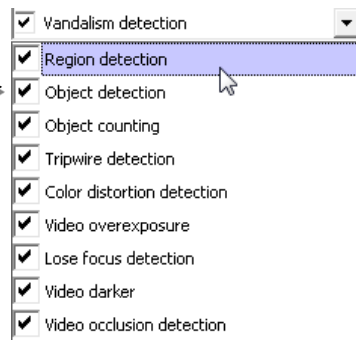 Vandalism detection
Region detection
Object detection
Object counting
Tripwire detection
Color distortion detection
Video overexposure
Lose focus detection
Video darker
Video occlusion detection